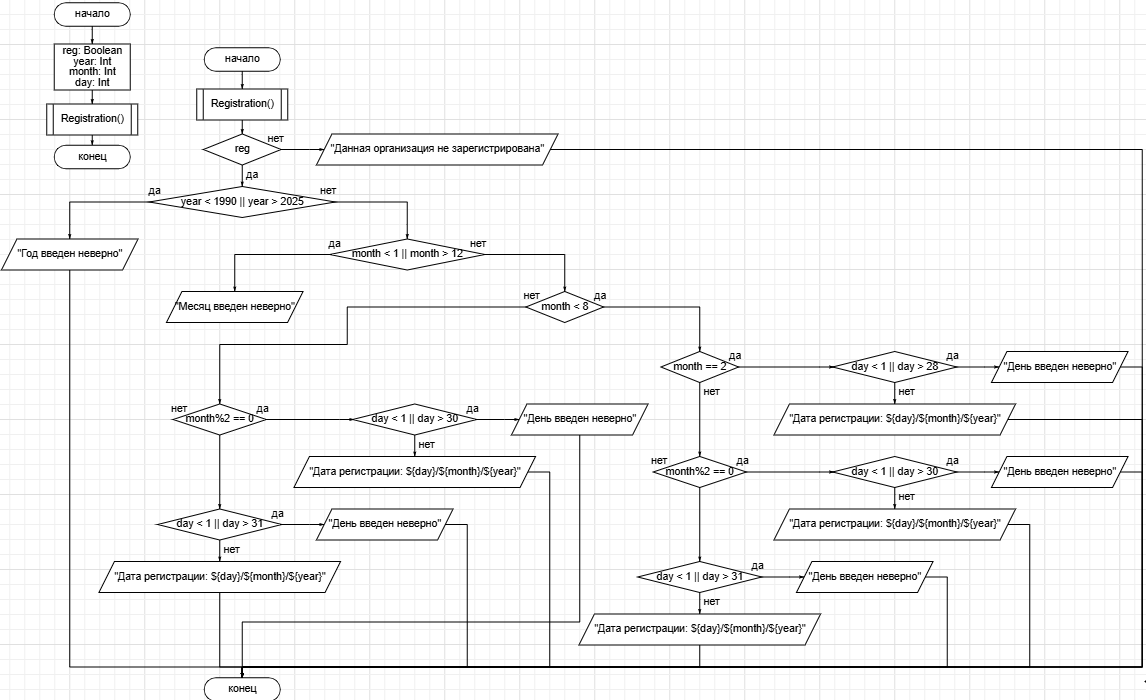 начало
reg: Boolean
year: Int
month: Int
day: Int
Registration()
конец
начало
Registration()
reg
нет
"Данная организация не зарегистрирована"
да
year < 1990 || year > 2025
да
нет
"Год введен неверно"
month < 1 || month > 12
да
нет
"Месяц введен неверно"
month < 8
нет
да
month == 2
да
day < 1 || day > 28
да
"День введен неверно"
нет
нет
"Дата регистрации: ${day}/${month}/${year}"
нет
month%2 == 0
да
day < 1 || day > 30
да
"День введен неверно"
нет
"Дата регистрации: ${day}/${month}/${year}"
нет
month%2 == 0
да
day < 1 || day > 30
да
"День введен неверно"
нет
"Дата регистрации: ${day}/${month}/${year}"
day < 1 || day > 31
да
"День введен неверно"
нет
"Дата регистрации: ${day}/${month}/${year}"
day < 1 || day > 31
да
"День введен неверно"
нет
"Дата регистрации: ${day}/${month}/${year}"
конец